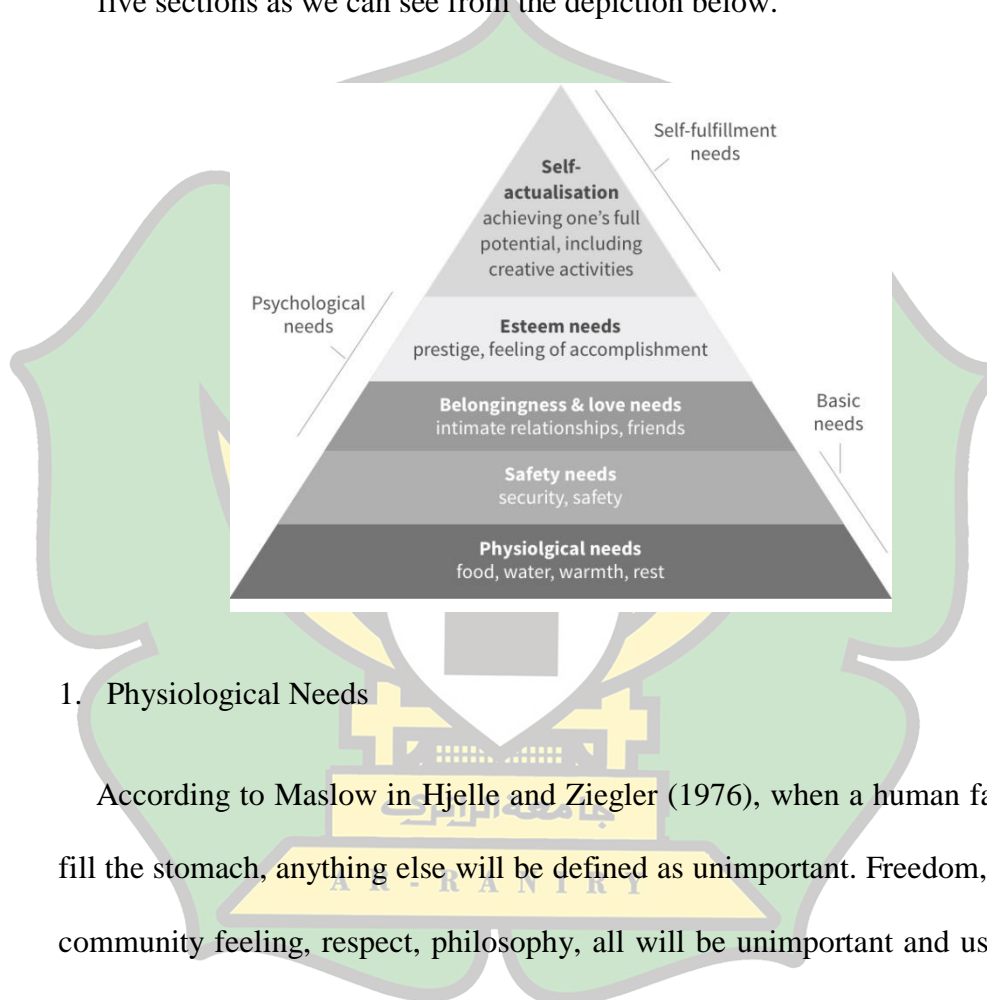 five sections as we can see from the depiction below.
Self-fulfillment
needs
Self-
actualisation
achieving one's full
potential, including
creative activities
Psychological
needs
Esteem needs
prestige, feeling of accomplishment
Belongingness & love needs
intimate relationships, friends
Basic
needs
Safety needs
security, safety
Physiolgical needs
food, water, warmth, rest
1. Physiological Needs
According to Maslow in Hjelle and Ziegler (1976), when a human fa
جامعة الرانري
fill the stomach, anything else will be defined as unimportant. Freedom,
AR-RANIRY
community feeling, respect, philosophy, all will be unimportant and us